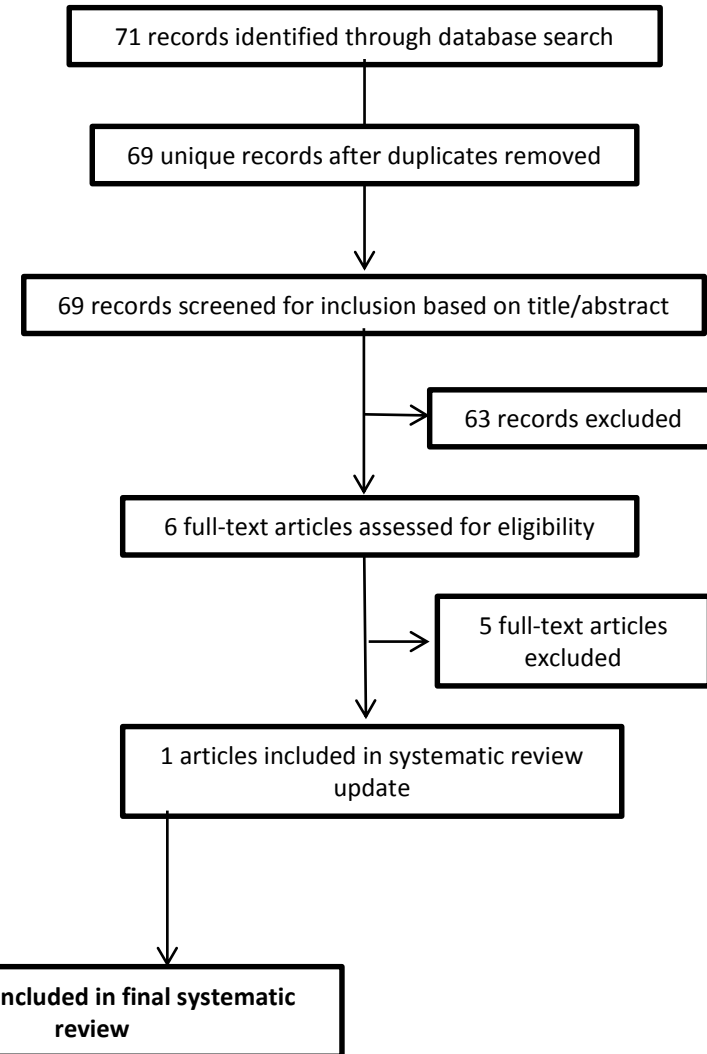 71 records identified through database search
69 unique records after duplicates removed
69 records screened for inclusion based on title/abstract
63 records excluded
6 full-text articles assessed for eligibility
5 full-text articles
excluded
1 articles included in systematic review
update
included in final systematic
review